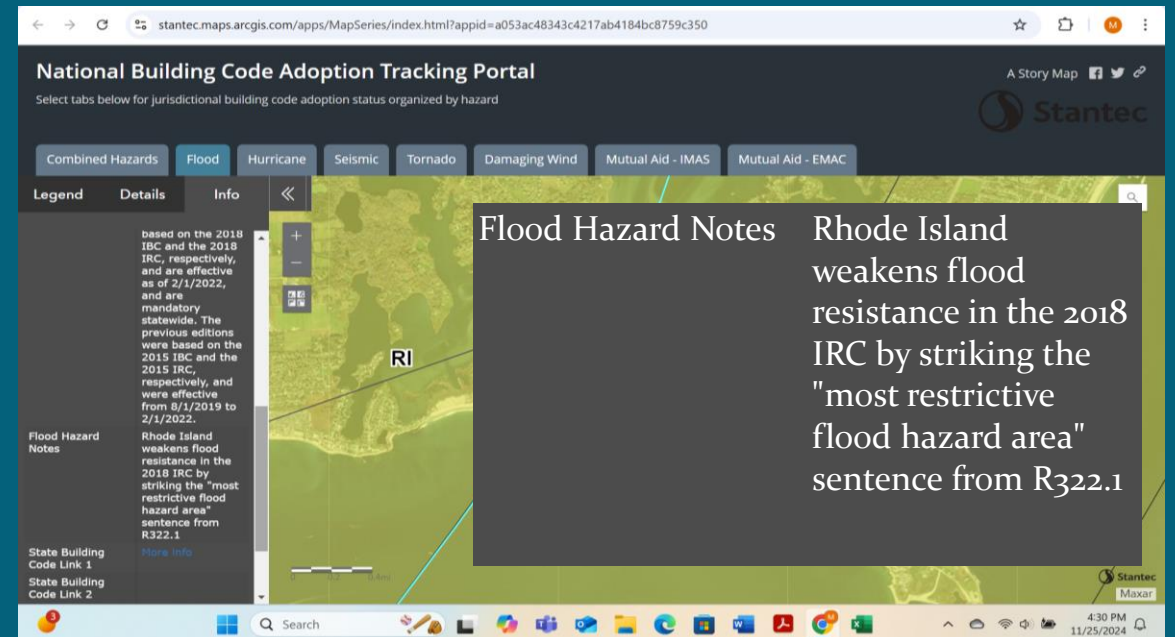 stantec.maps.arcgis.com/apps/MapSeries/index.html?appid=a053ac48343c4217ab4184bc8759c350
M
National Building Code Adoption Tracking Portal
A Story Map
Select tabs below for jurisdictional building code adoption status organized by hazard
Stantec
Combined Hazards Flood Hurricane Seismic Tornado Damaging Wind Mutual Aid - IMAS Mutual Aid - EMAC
Legend Details Info
based on the 2018
IBC and the 2018
IRC, respectively,
and are effective
as of 2/1/2022,
and are
mandatory
statewide. The
previous editions
were based on the
2015 IBC and the
2015 IRC,
respectively, and
were effective
from 8/1/2019 to
2/1/2022.
Flood Hazard
Notes
Rhode Island
weakens flood
resistance in the
2018 IRC by
striking the "most
restrictive flood
hazard area"
sentence from
R322.1
State Building
Code Link 1
More info
State Building
Code Link 2
RI
Flood Hazard Notes
Rhode Island
weakens flood
resistance in the 2018
IRC by striking the
"most restrictive
flood hazard area"
sentence from R322.1
0 0.2 0.4mi
Stantec
Maxar
3
Search
4:30 PM
11/25/2024